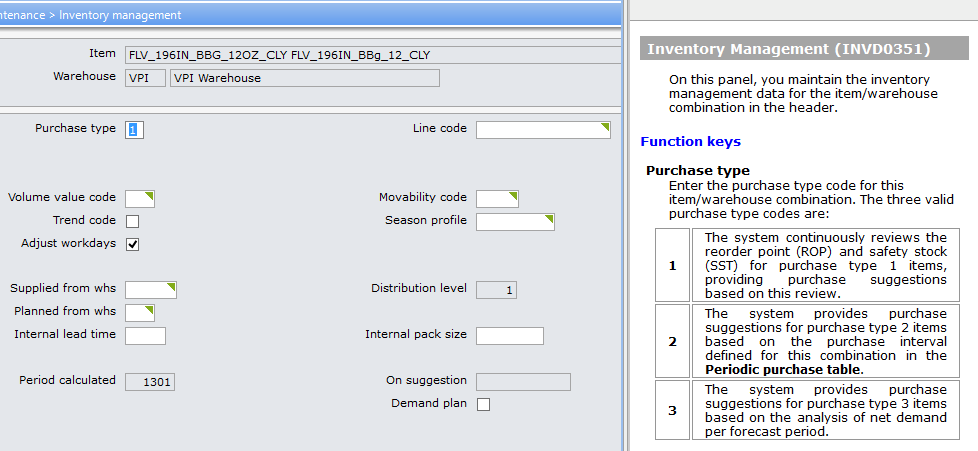 ntenance > Inventory management
Item FLV_196IN_BBG_12OZ_CLY FLV_196IN_BBg_12_CLY
Warehouse VPI VPI Warehouse
Purchase type 1 Line code
Volume value code Movability code
Trend code Season profile
Adjust workdays
Supplied from whs Distribution level 1
Planned from whs
Internal lead time Internal pack size
Period calculated 1301 On suggestion
Demand plan
Inventory Management (INVD0351)
On this panel, you maintain the inventory
management data for the item/warehouse
combination in the header.
Function keys
Purchase type
Enter the purchase type code for this
item/warehouse combination. The three valid
purchase type codes are:
1 The system continuously reviews the
reorder point (ROP) and safety stock
(SST) for purchase type 1 items,
providing purchase suggestions
based on this review.
2 The system provides purchase
suggestions for purchase type 2 items
based on the purchase interval
defined for this combination in the
Periodic purchase table.
3 The system provides purchase
suggestions for purchase type 3 items
based on the analysis of net demand
per forecast period.